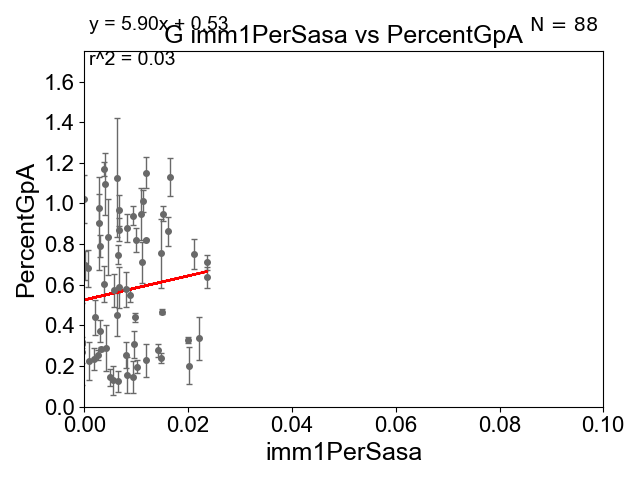 y = 5.90x + 0.53
N = 88
G imm1PerSasa vs PercentGpA
r^2 = 0.03
1.6
1.4
1.2
1.0
0.8
0.6
0.4
0.2
0.0
PercentGpA
0.00 0.02 0.04 0.06 0.08 0.10
imm1PerSasa